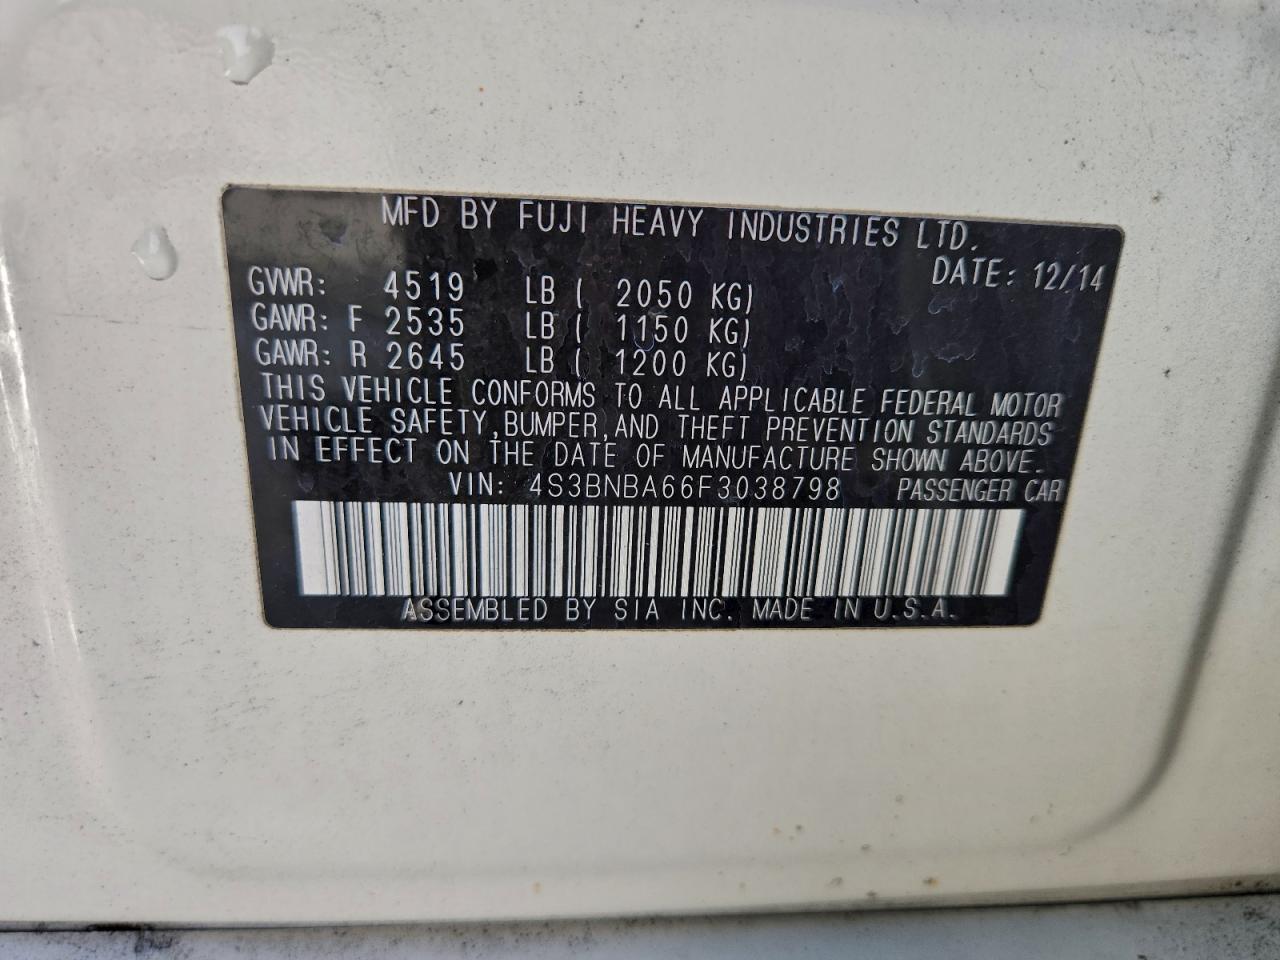 MFD BY FUJI HEAVY INDUSTRIES LTD.
DATE: 12/14
GVWR: 4519 LB ( 2050 KG)
GAWR: F 2535 LB ( 1150 KG)
GAWR: R 2645 LB ( 1200 KG)
THIS VEHICLE CONFORMS TO ALL APPLICABLE FEDERAL MOTOR
VEHICLE SAFETY,BUMPER,AND THEFT PREVENTION STANDARDS
IN EFFECT ON THE DATE OF MANUFACTURE SHOWN ABOVE.
VIN: 4S3BNBA66F3038798 PASSENGER CAR
ASSEMBLED BY SIA INC. MADE IN U.S.A.